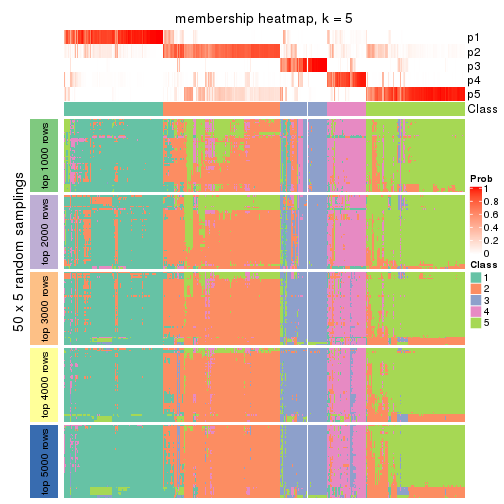 membership heatmap, k = 5
p1
p2
p3
p4
p5
Class
50 x 5 random samplings
top 1000 rows
top 2000 rows
top 3000 rows
top 4000 rows
top 5000 rows
Prob
1
0.8
0.6
0.4
0.2
0
Class
1
2
3
4
5